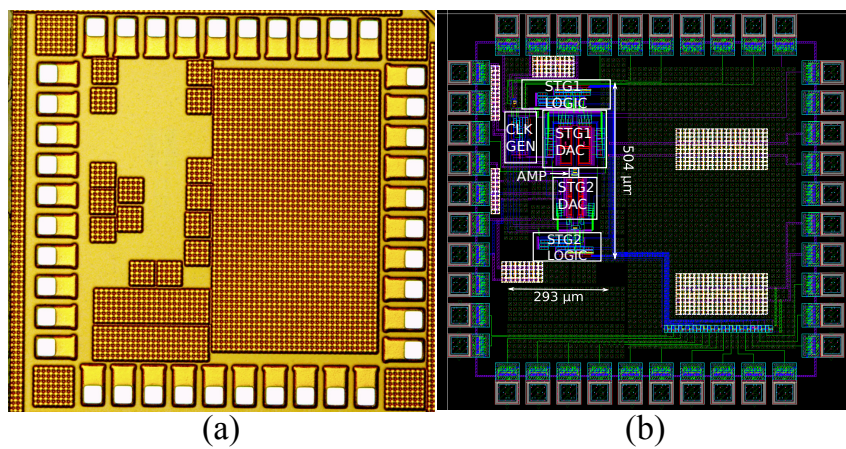 STG1
LOGIC
CLK
GEN
STG1
DAC
504 μm
AMP
STG2
DAC
STG2
LOGIC
293 μm
(a)
(b)